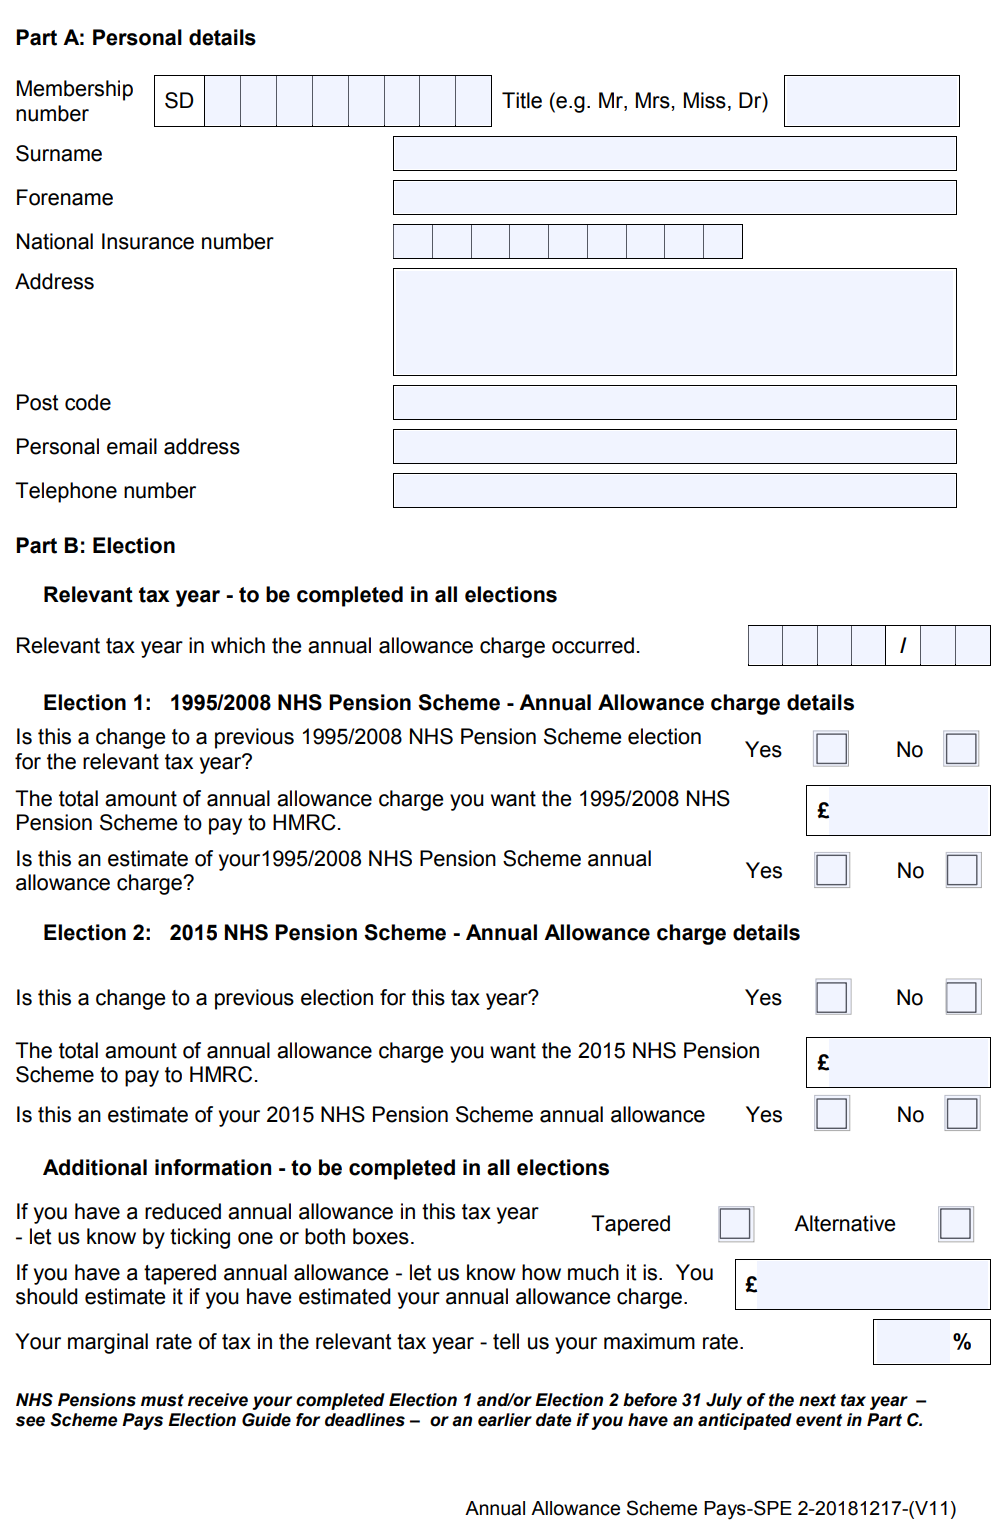 Part A: Personal details
Membership
number
SD
Title (e.g. Mr, Mrs, Miss, Dr)
Surname
Forename
National Insurance number
Address
Post code
Personal email address
Telephone number
Part B: Election
Relevant tax year - to be completed in all elections
Relevant tax year in which the annual allowance charge occurred.
/
Election 1: 1995/2008 NHS Pension Scheme - Annual Allowance charge details
Is this a change to a previous 1995/2008 NHS Pension Scheme election
for the relevant tax year?
Yes
No
The total amount of annual allowance charge you want the 1995/2008 NHS
Pension Scheme to pay to HMRC.
£
Is this an estimate of your1995/2008 NHS Pension Scheme annual
allowance charge?
Yes
No
Election 2: 2015 NHS Pension Scheme - Annual Allowance charge details
Is this a change to a previous election for this tax year?
Yes
No
The total amount of annual allowance charge you want the 2015 NHS Pension
Scheme to pay to HMRC.
£
Is this an estimate of your 2015 NHS Pension Scheme annual allowance
Yes
No
Additional information - to be completed in all elections
If you have a reduced annual allowance in this tax year
- let us know by ticking one or both boxes.
Tapered
Alternative
If you have a tapered annual allowance - let us know how much it is. You
should estimate it if you have estimated your annual allowance charge.
£
Your marginal rate of tax in the relevant tax year - tell us your maximum rate.
%
NHS Pensions must receive your completed Election 1 and/or Election 2 before 31 July of the next tax year –
see Scheme Pays Election Guide for deadlines – or an earlier date if you have an anticipated event in Part C.
Annual Allowance Scheme Pays-SPE 2-20181217-(V11)